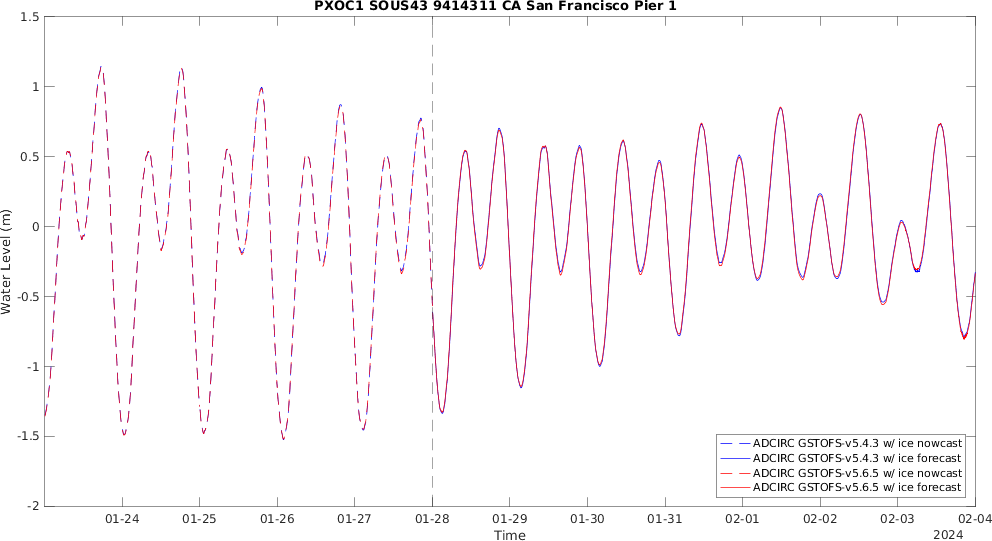 PXOC1 SOUS43 9414311 CA San Francisco Pier 1
1.5
1
0.5
0
-0.5
-1
-1.5
-2
Water Level (m)
ADCIRC GSTOFS-v5.4.3 w/ ice nowcast
ADCIRC GSTOFS-v5.4.3 w/ ice forecast
ADCIRC GSTOFS-v5.6.5 w/ ice nowcast
ADCIRC GSTOFS-v5.6.5 w/ ice forecast
01-24 01-25 01-26 01-27 01-28 01-29 01-30 01-31 02-01 02-02 02-03 02-04
Time
2024